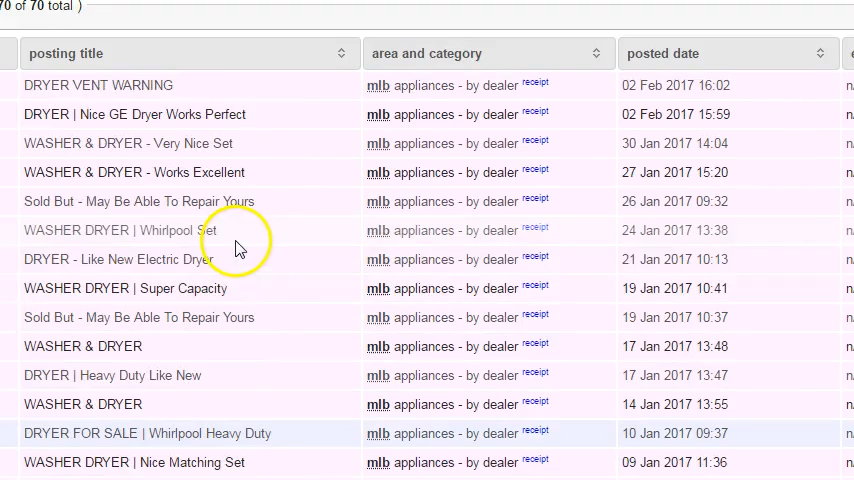 70 of 70 total )
posting title area and category posted date
DRYER VENT WARNING mlb appliances - by dealer receipt 02 Feb 2017 16:02
DRYER | Nice GE Dryer Works Perfect mlb appliances - by dealer receipt 02 Feb 2017 15:59
WASHER & DRYER - Very Nice Set mlb appliances - by dealer receipt 30 Jan 2017 14:04
WASHER & DRYER - Works Excellent mlb appliances - by dealer receipt 27 Jan 2017 15:20
Sold But - May Be Able To Repair Yours mlb appliances - by dealer receipt 26 Jan 2017 09:32
WASHER DRYER | Whirlpool Set mlb appliances - by dealer receipt 24 Jan 2017 13:38
DRYER - Like New Electric Dryer mlb appliances - by dealer receipt 21 Jan 2017 10:13
WASHER DRYER | Super Capacity mlb appliances - by dealer receipt 19 Jan 2017 10:41
Sold But - May Be Able To Repair Yours mlb appliances - by dealer receipt 19 Jan 2017 10:37
WASHER & DRYER mlb appliances - by dealer receipt 17 Jan 2017 13:48
DRYER | Heavy Duty Like New mlb appliances - by dealer receipt 17 Jan 2017 13:47
WASHER & DRYER mlb appliances - by dealer receipt 14 Jan 2017 13:55
DRYER FOR SALE | Whirlpool Heavy Duty mlb appliances - by dealer receipt 10 Jan 2017 09:37
WASHER DRYER | Nice Matching Set mlb appliances - by dealer receipt 09 Jan 2017 11:36